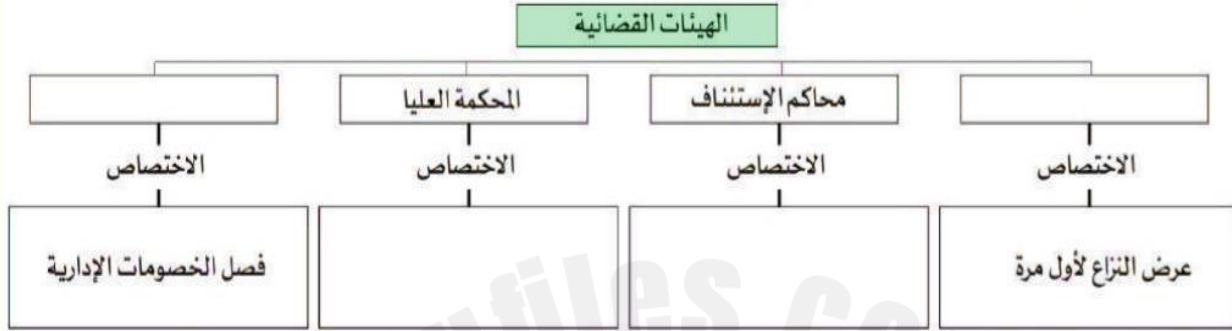 الهيئات القضائية
محاكم الإستئناف
المحكمة العليا
الاختصاص
الاختصاص
الاختصاص
الاختصاص
عرض النزاع لأول مرة
فصل الخصومات الإدارية